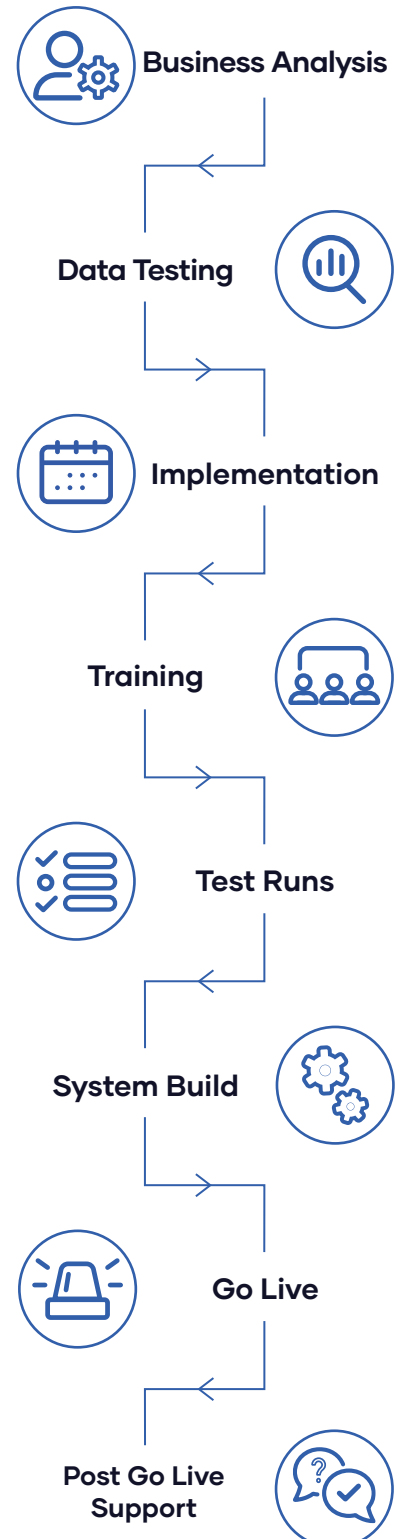 Business Analysis
Data Testing
Implementation
Training
Test Runs
System Build
Go Live
Post Go Live
Support